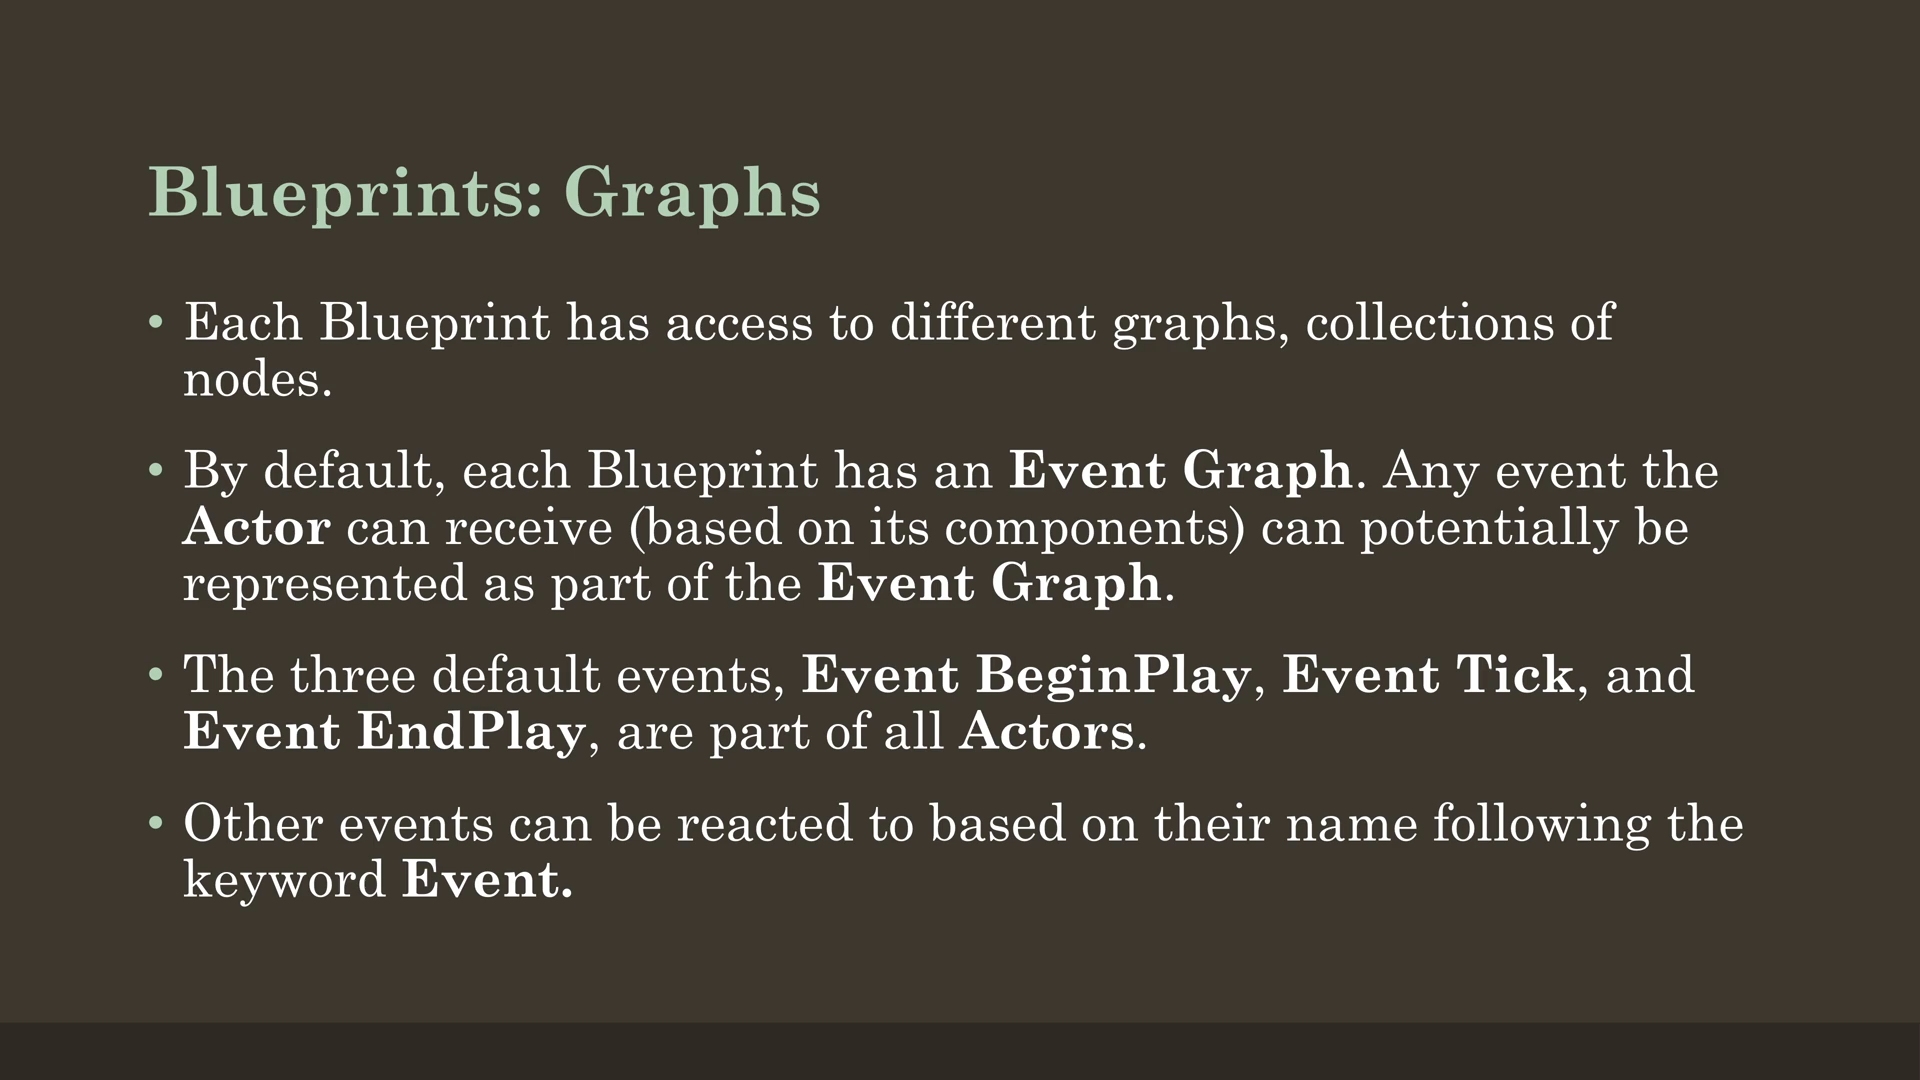 Blueprints: Graphs
• Each Blueprint has access to different graphs, collections of
nodes.
• By default, each Blueprint has an Event Graph. Any event the
Actor can receive (based on its components) can potentially be
represented as part of the Event Graph.
• The three default events, Event BeginPlay, Event Tick, and
Event EndPlay, are part of all Actors.
• Other events can be reacted to based on their name following the
keyword Event.